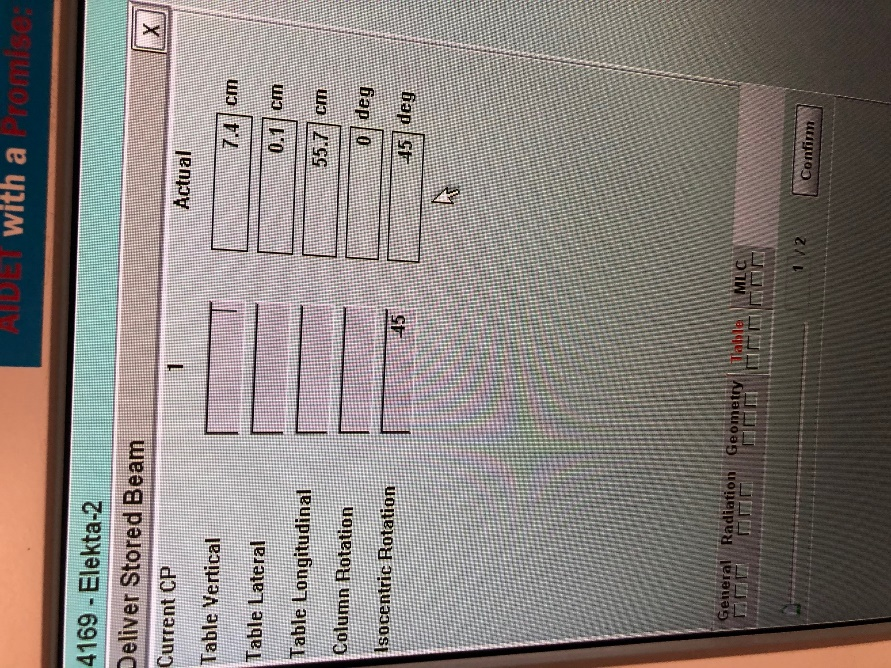 AIDET with a Promise:
4169 - Elekta-2
Deliver Stored Beam X
Current CP 1 Actual
Table Vertical 7.4 cm
Table Lateral 0.1 cm
Table Longitudinal 55.7 cm
Column Rotation 0 deg
Isocentric Rotation 45 45 deg
General Radiation Geometry Table MLC
1 / 2 Confirm